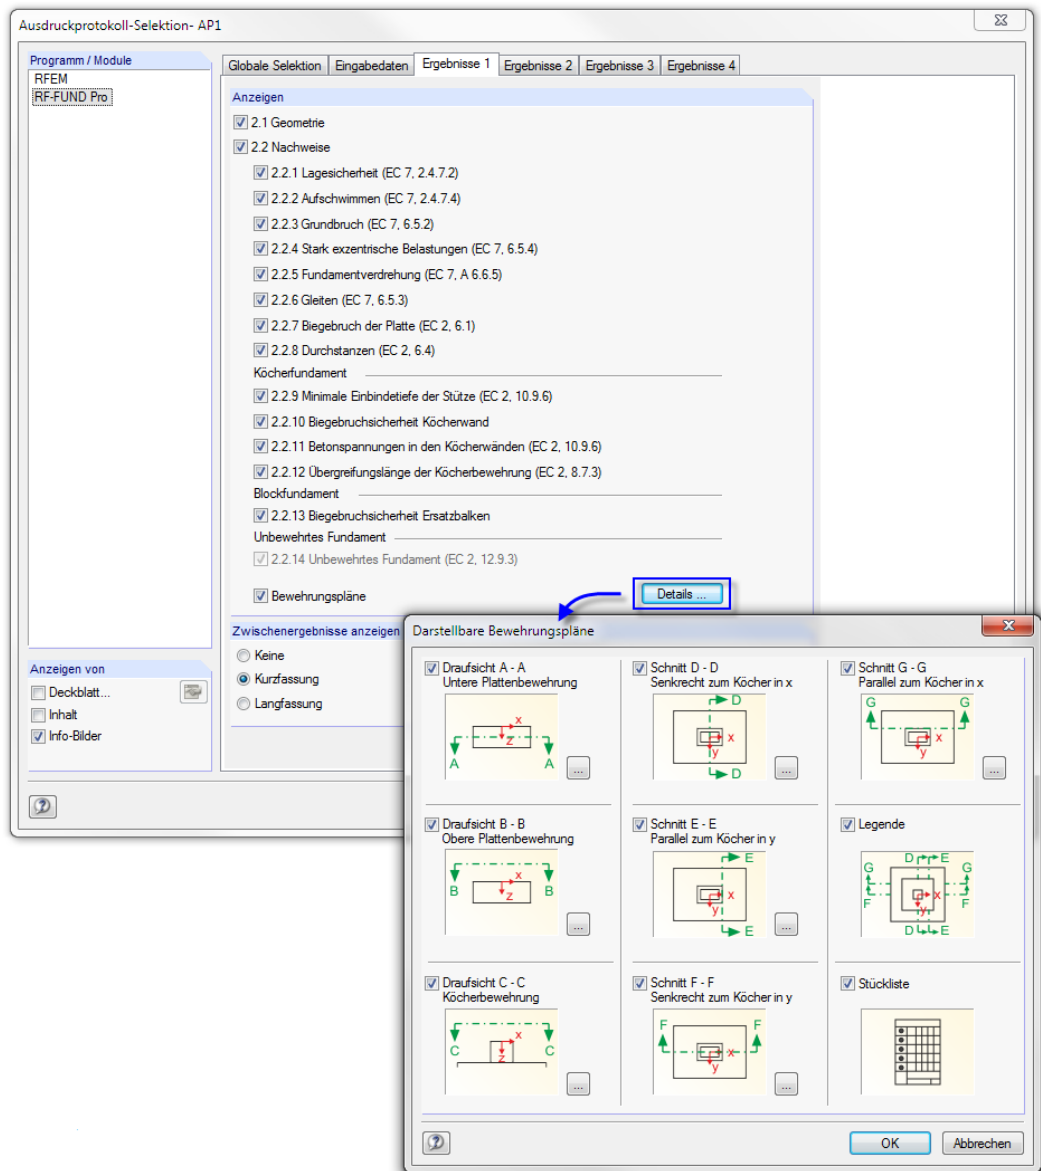 Ausdruckprotokoll-Selektion- AP1
Programm / Module
RFEM
RF-FUND Pro
Globale Selektion Eingabedaten Ergebnisse 1 Ergebnisse 2 Ergebnisse 3 Ergebnisse 4
Anzeigen
2.1 Geometrie
2.2 Nachweise
2.2.1 Lagesicherheit (EC 7, 2.4.7.2)
2.2.2 Aufschwimmen (EC 7, 2.4.7.4)
2.2.3 Grundbruch (EC 7, 6.5.2)
2.2.4 Stark exzentrische Belastungen (EC 7, 6.5.4)
2.2.5 Fundamentverdrehung (EC 7, A 6.6.5)
2.2.6 Gleiten (EC 7, 6.5.3)
2.2.7 Biegebruch der Platte (EC 2, 6.1)
2.2.8 Durchstanzen (EC 2, 6.4)
Köcherfundament
2.2.9 Minimale Einbindetiefe der Stütze (EC 2, 10.9.6)
2.2.10 Biegebruchsicherheit Köcherwand
2.2.11 Betonspannungen in den Köcherwänden (EC 2, 10.9.6)
2.2.12 Übergreifungslänge der Köcherbewehrung (EC 2, 8.7.3)
Blockfundament
2.2.13 Biegebruchsicherheit Ersatzbalken
Unbewehrtes Fundament
2.2.14 Unbewehrtes Fundament (EC 2, 12.9.3)
Bewehrungspläne
Details ...
Zwischenergebnisse anzeigen
Keine
Kurzfassung
Langfassung
Anzeigen von
Deckblatt...
Inhalt
Info-Bilder
Darstellbare Bewehrungspläne
Draufsicht A - A
Untere Plattenbewehrung
x
z
A A
...
Schnitt D - D
Senkrecht zum Köcher in x
D
x
y
D
...
Schnitt G - G
Parallel zum Köcher in x
G G
x
y
...
Draufsicht B - B
Obere Plattenbewehrung
x
B B
z
...
Schnitt E - E
Parallel zum Köcher in y
E
x
y
E
...
Legende
D E
G G
x
F F
y
D E
Draufsicht C - C
Köcherbewehrung
x
C C
z
...
Schnitt F - F
Senkrecht zum Köcher in y
F F
x
y
...
Stückliste
OK Abbrechen